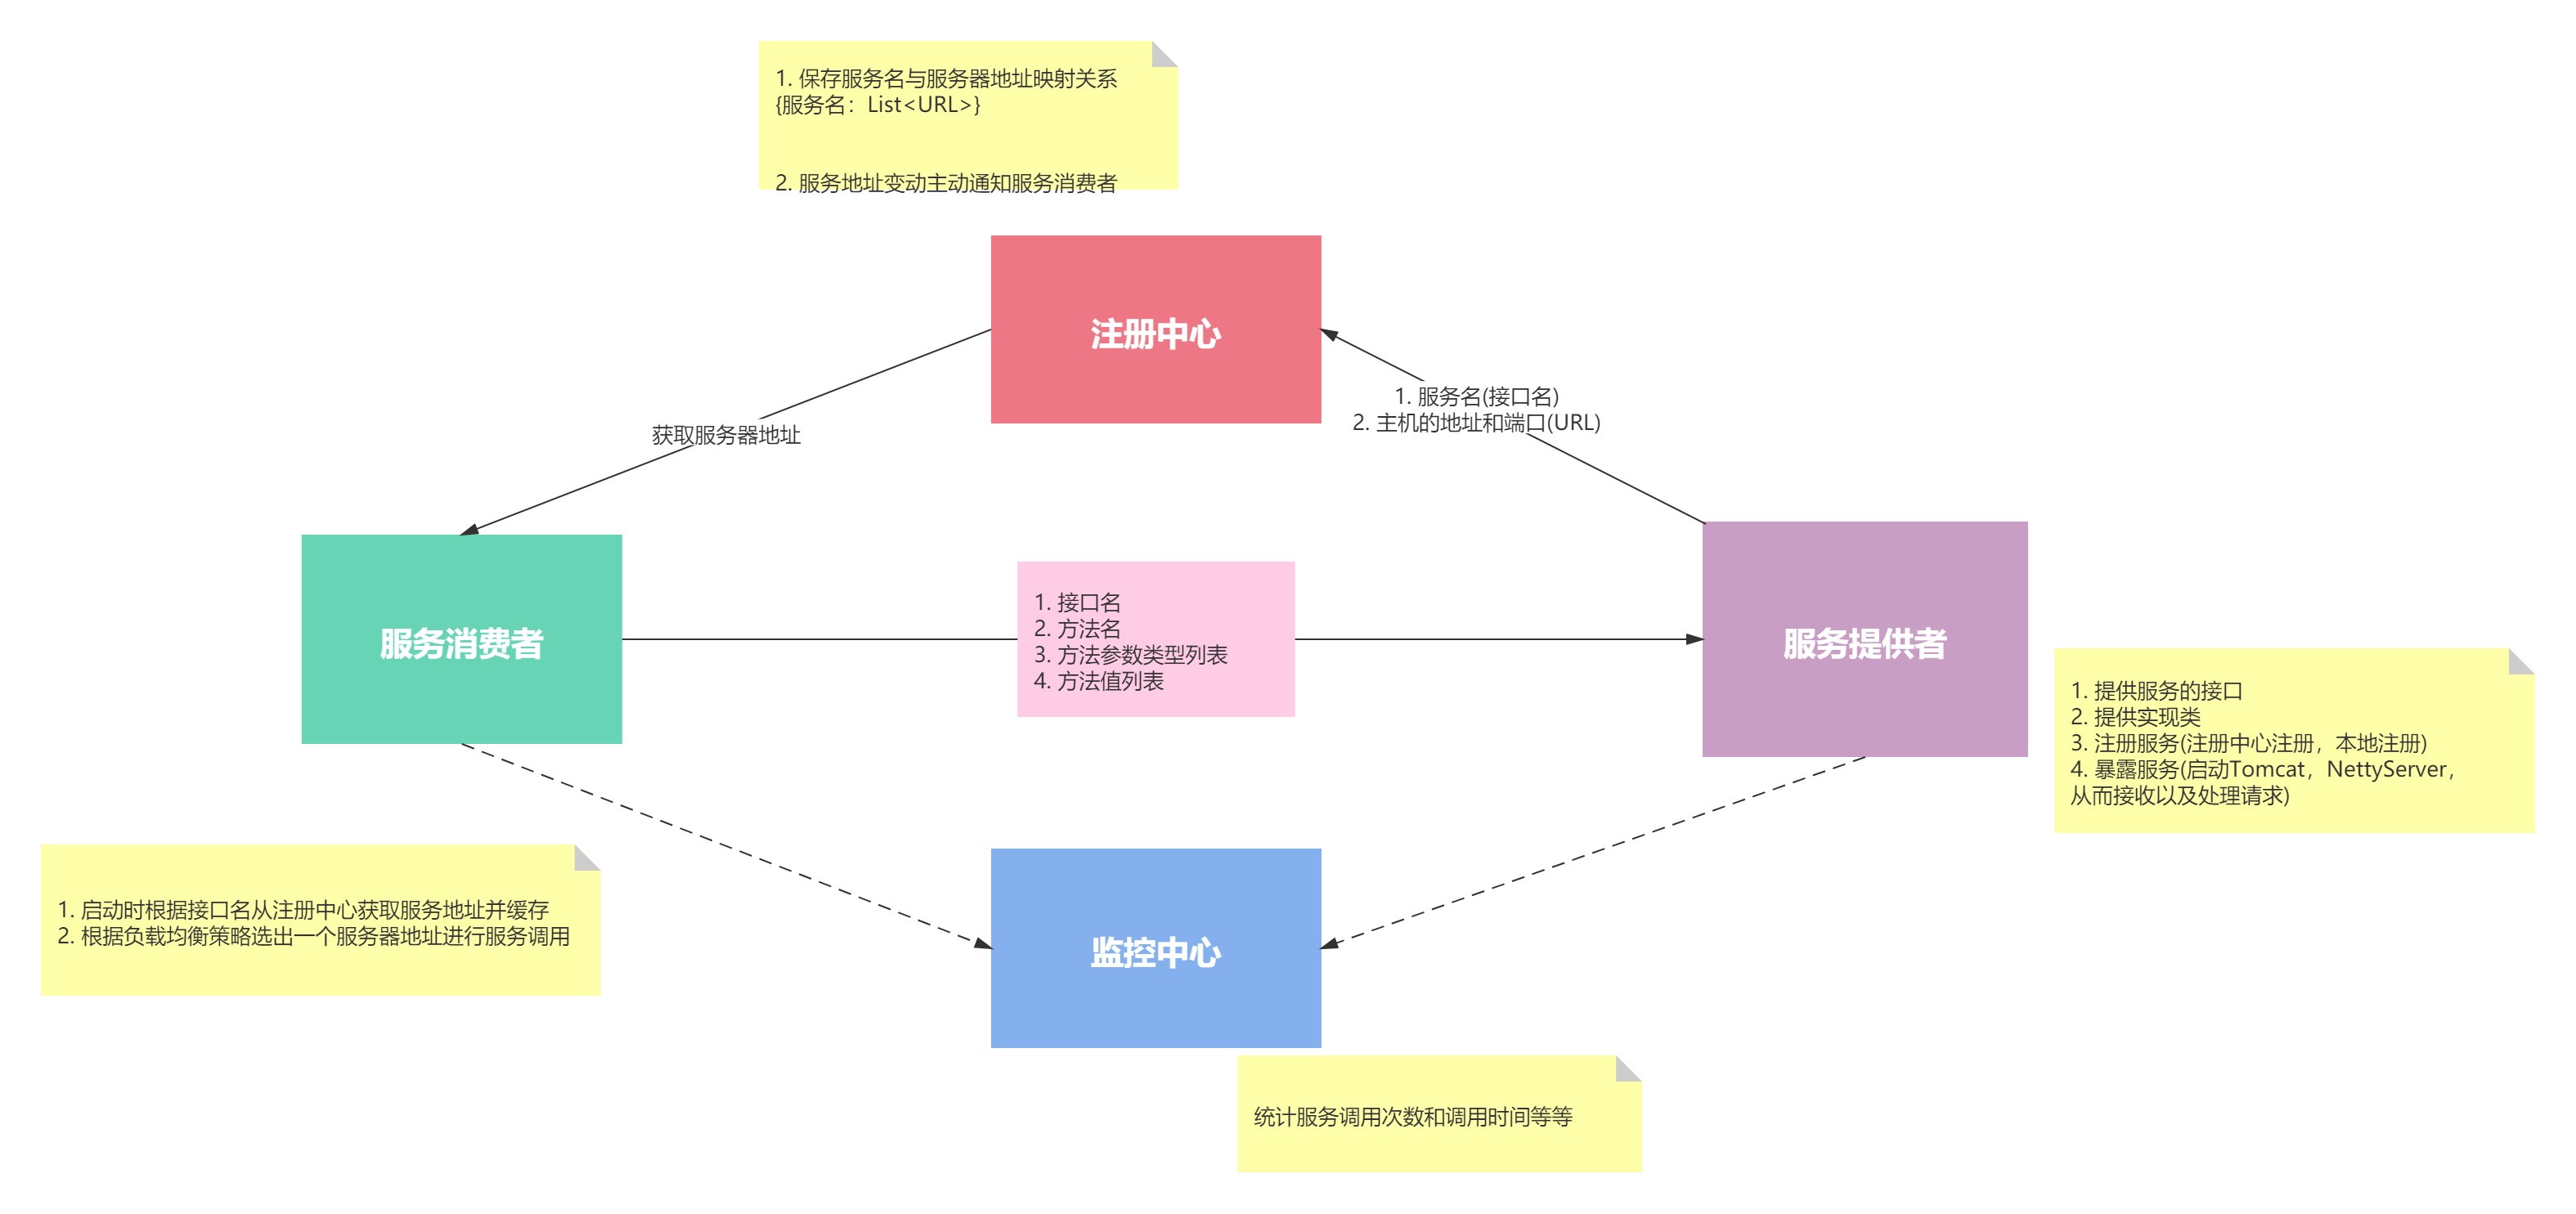 1. 保存服务名与服务器地址映射关系
{服务名：List<URL>}
2. 服务地址变动主动通知服务消费者
注册中心
1. 服务名(接口名)
2. 主机的地址和端口(URL)
获取服务器地址
服务消费者
1. 接口名
2. 方法名
3. 方法参数类型列表
4. 方法值列表
服务提供者
1. 提供服务的接口
2. 提供实现类
3. 注册服务(注册中心注册，本地注册)
4. 暴露服务(启动Tomcat，NettyServer，
从而接收以及处理请求)
1. 启动时根据接口名从注册中心获取服务地址并缓存
2. 根据负载均衡策略选出一个服务器地址进行服务调用
监控中心
统计服务调用次数和调用时间等等